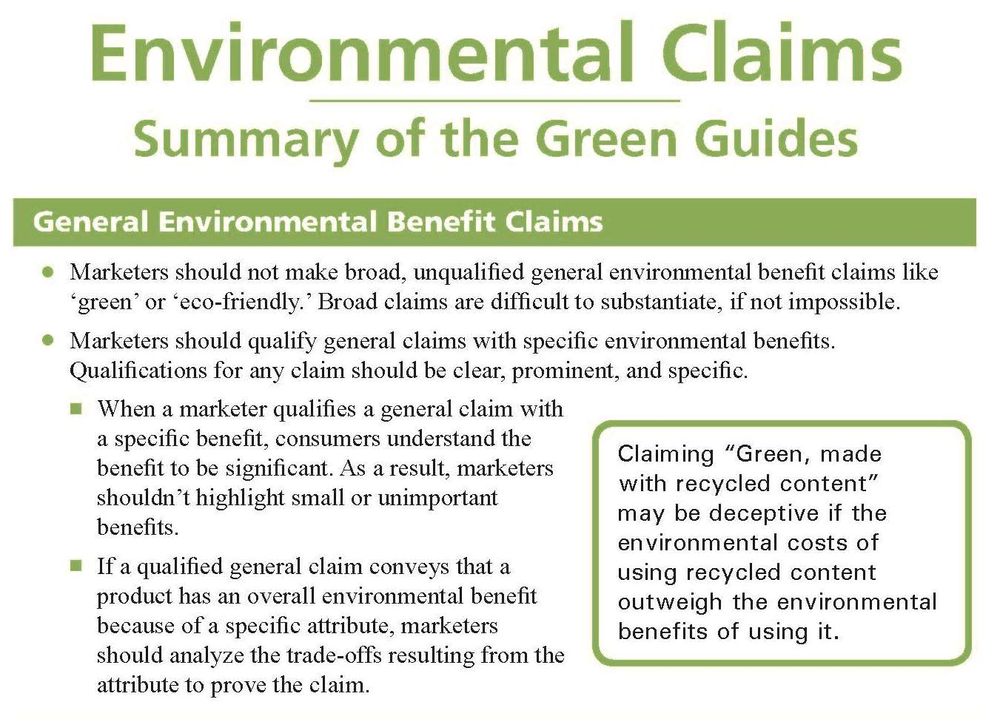 Environmental Claims
Summary of the Green Guides
General Environmental Benefit Claims
• Marketers should not make broad, unqualified general environmental benefit claims like
‘green’ or ‘eco-friendly.’ Broad claims are difficult to substantiate, if not impossible.
• Marketers should qualify general claims with specific environmental benefits.
Qualifications for any claim should be clear, prominent, and specific.
■ When a marketer qualifies a general claim with
a specific benefit, consumers understand the
benefit to be significant. As a result, marketers
shouldn’t highlight small or unimportant
benefits.
■ If a qualified general claim conveys that a
product has an overall environmental benefit
because of a specific attribute, marketers
should analyze the trade-offs resulting from the
attribute to prove the claim.
Claiming “Green, made
with recycled content”
may be deceptive if the
environmental costs of
using recycled content
outweigh the environmental
benefits of using it.